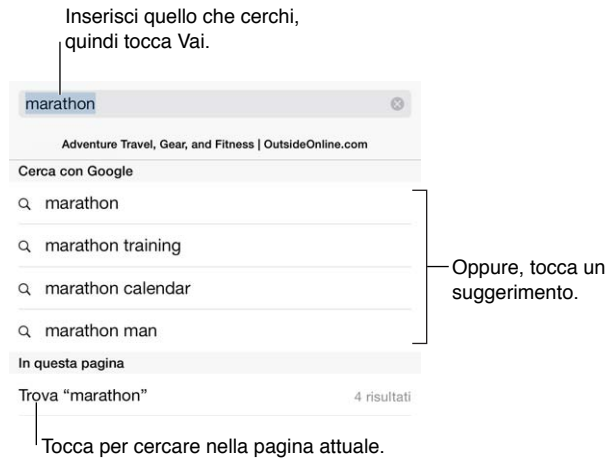 Inserisci quello che cerchi,
quindi tocca Vai.
marathon
Adventure Travel, Gear, and Fitness | OutsideOnline.com
Cerca con Google
marathon
marathon training
marathon calendar
marathon man
Oppure, tocca un
suggerimento.
In questa pagina
Trova “marathon”
4 risultati
Tocca per cercare nella pagina attuale.